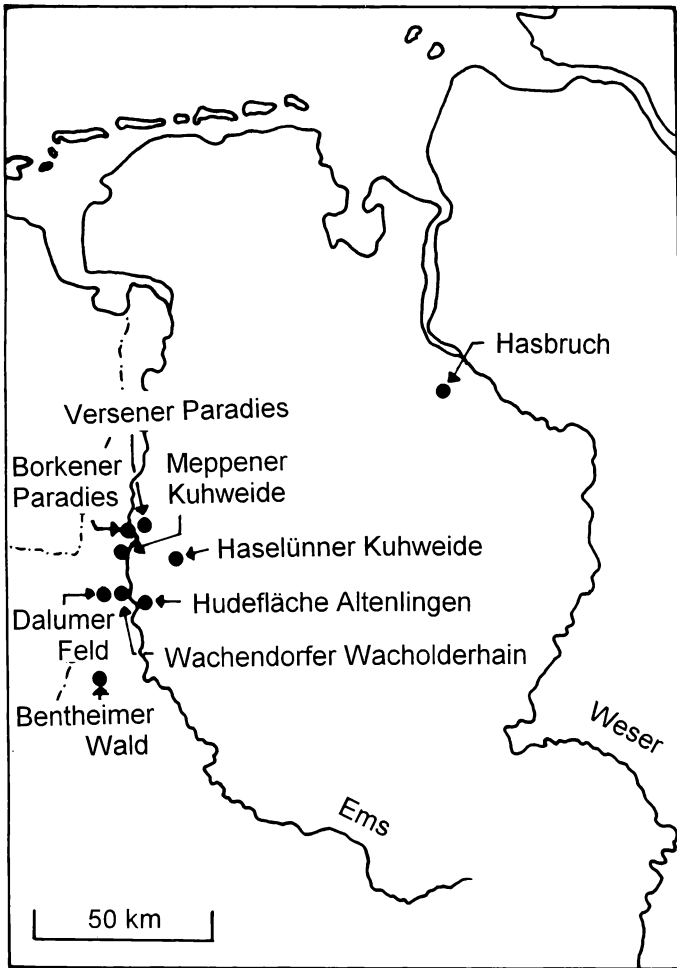 Hasbruch
Versener Paradies
Borkener
Paradies
Meppener
Kuhweide
Haselünner Kuhweide
Hudefläche Altenlingen
Dalumer
Feld
Wachendorfer Wacholderhain
Bentheimer
Wald
Weser
Ems
50 km